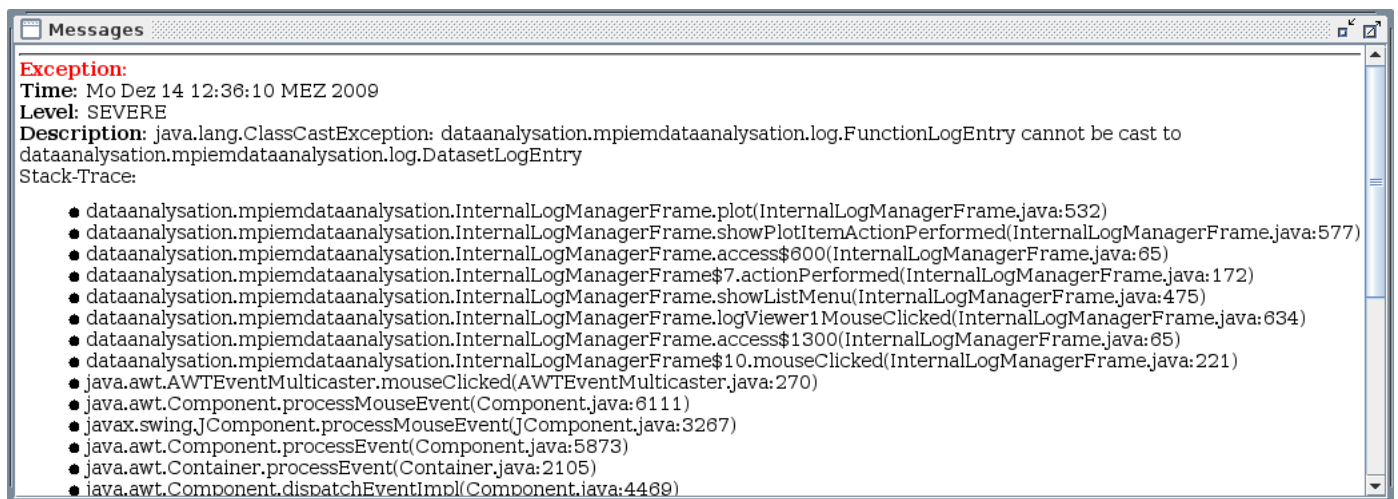 Messages
Exception:
Time: Mo Dez 14 12:36:10 MEZ 2009
Level: SEVERE
Description: java.lang.ClassCastException: dataanalysation.mpiemdataanalysation.log.FunctionLogEntry cannot be cast to
dataanalysation.mpiemdataanalysation.log.DatasetLogEntry
Stack-Trace:
● dataanalysation.mpiemdataanalysation.InternalLogManagerFrame.plot(InternalLogManagerFrame.java:532)
● dataanalysation.mpiemdataanalysation.InternalLogManagerFrame.showPlotItemActionPerformed(InternalLogManagerFrame.java:577)
● dataanalysation.mpiemdataanalysation.InternalLogManagerFrame.access$600(InternalLogManagerFrame.java:65)
● dataanalysation.mpiemdataanalysation.InternalLogManagerFrame$7.actionPerformed(InternalLogManagerFrame.java:172)
● dataanalysation.mpiemdataanalysation.InternalLogManagerFrame.showListMenu(InternalLogManagerFrame.java:475)
● dataanalysation.mpiemdataanalysation.InternalLogManagerFrame.logViewer1MouseClicked(InternalLogManagerFrame.java:634)
● dataanalysation.mpiemdataanalysation.InternalLogManagerFrame.access$1300(InternalLogManagerFrame.java:65)
● dataanalysation.mpiemdataanalysation.InternalLogManagerFrame$10.mouseClicked(InternalLogManagerFrame.java:221)
● java.awt.AWTEventMulticaster.mouseClicked(AWTEventMulticaster.java:270)
● java.awt.Component.processMouseEvent(Component.java:6111)
● javax.swing.JComponent.processMouseEvent(JComponent.java:3267)
● java.awt.Component.processEvent(Component.java:5873)
● java.awt.Container.processEvent(Container.java:2105)
● java.awt.Component.dispatchEventImpl(Component.java:4469)